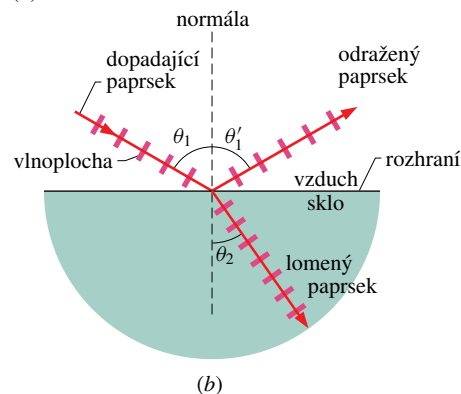 normála
dopadající
paprsek
odražený
paprsek
θ₁
θ′₁
vlnoplocha
rozhraní
vzduch
sklo
θ₂
lomený
paprsek
(b)